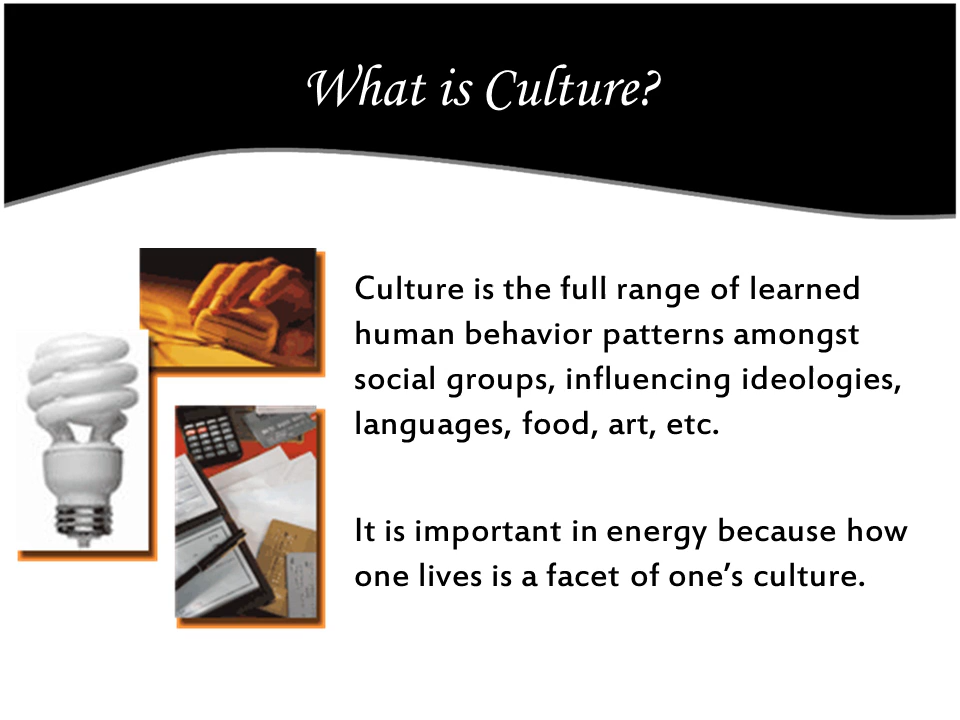 What is Culture?
Culture is the full range of learned
human behavior patterns amongst
social groups, influencing ideologies,
languages, food, art, etc.
It is important in energy because how
one lives is a facet of one’s culture.